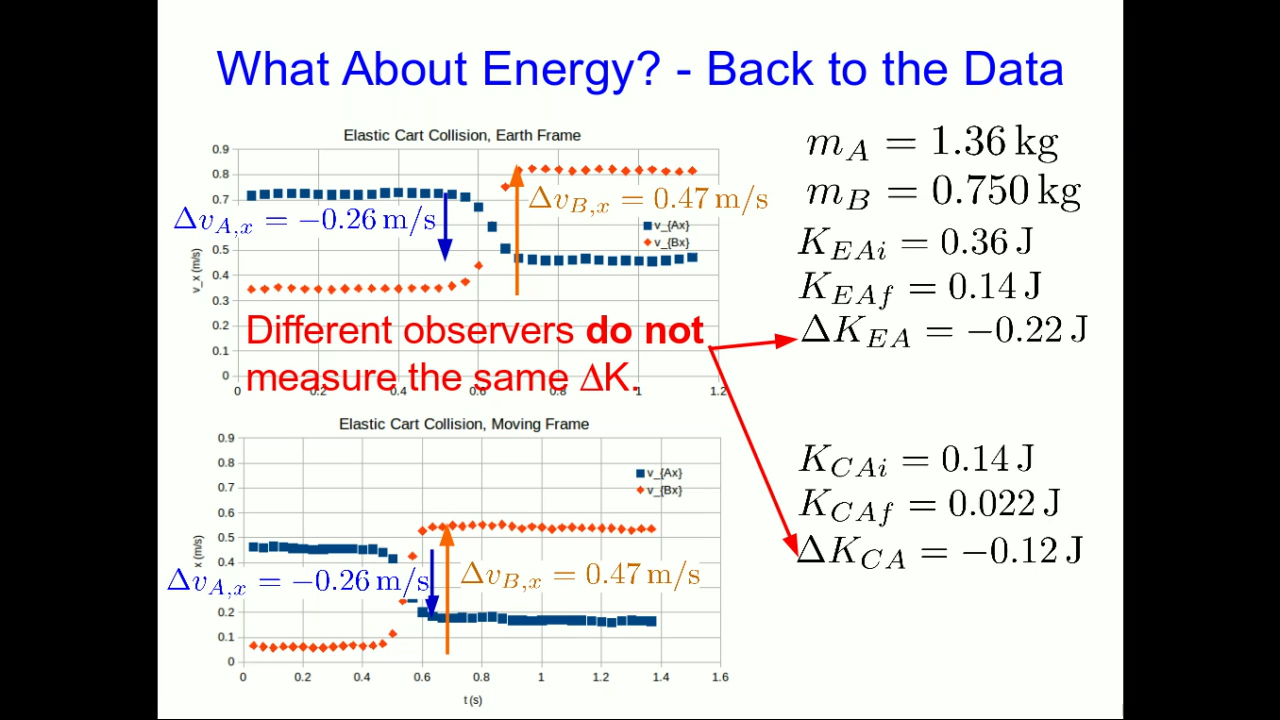 What About Energy? - Back to the Data
Elastic Cart Collision, Earth Frame
0.9
0.8
0.7
0.5
0.4
0.3
0.2
0.1
0
v_x (m/s)
Δv_{A,x} = −0.26 m/s
Δv_{B,x} = 0.47 m/s
v_{Ax}
v_{Bx}
Different observers do not
measure the same ΔK.
0 0.2 0.4 0.6 0.8 1 1.2
Elastic Cart Collision, Moving Frame
0.9
0.8
0.7
0.6
0.5
0.4
0.2
0.1
0
x (m/s)
v_{Ax}
v_{Bx}
Δv_{A,x} = −0.26 m/s
Δv_{B,x} = 0.47 m/s
0 0.2 0.4 0.6 0.8 1 1.2 1.4 1.6
t (s)
m_A = 1.36 kg
m_B = 0.750 kg
K_{EAi} = 0.36 J
K_{EAf} = 0.14 J
ΔK_{EA} = −0.22 J
K_{CAi} = 0.14 J
K_{CAf} = 0.022 J
ΔK_{CA} = −0.12 J